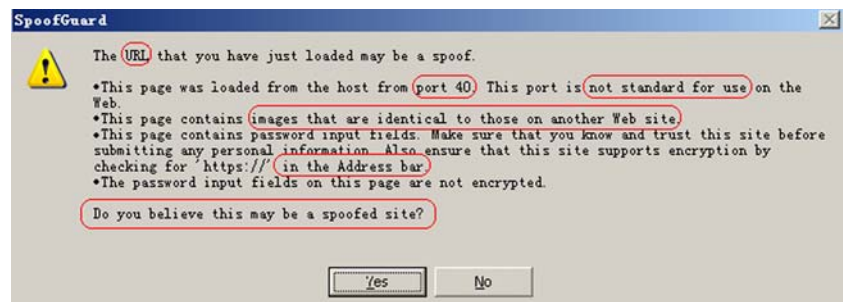 SpoofGuard
The URL that you have just loaded may be a spoof.
•This page was loaded from the host from port 40. This port is not standard for use on the
Web.
•This page contains images that are identical to those on another Web site.
•This page contains password input fields. Make sure that you know and trust this site before
submitting any personal information. Also ensure that this site supports encryption by
checking for 'https://' in the Address bar.
•The password input fields on this page are not encrypted.
Do you believe this may be a spoofed site?
Yes No